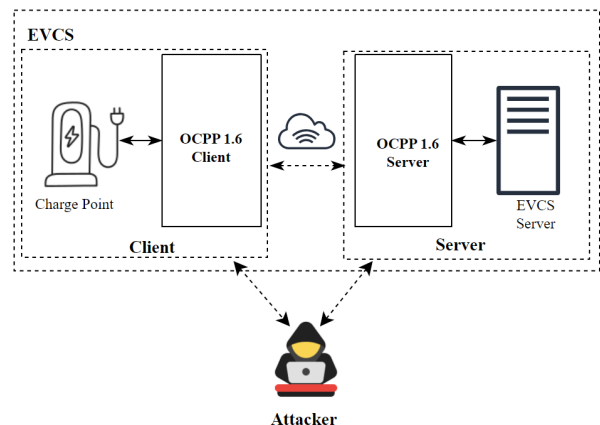 EVCS
OCPP 1.6
Client
OCPP 1.6
Server
Charge Point
EVCS
Server
Client
Server
Attacker